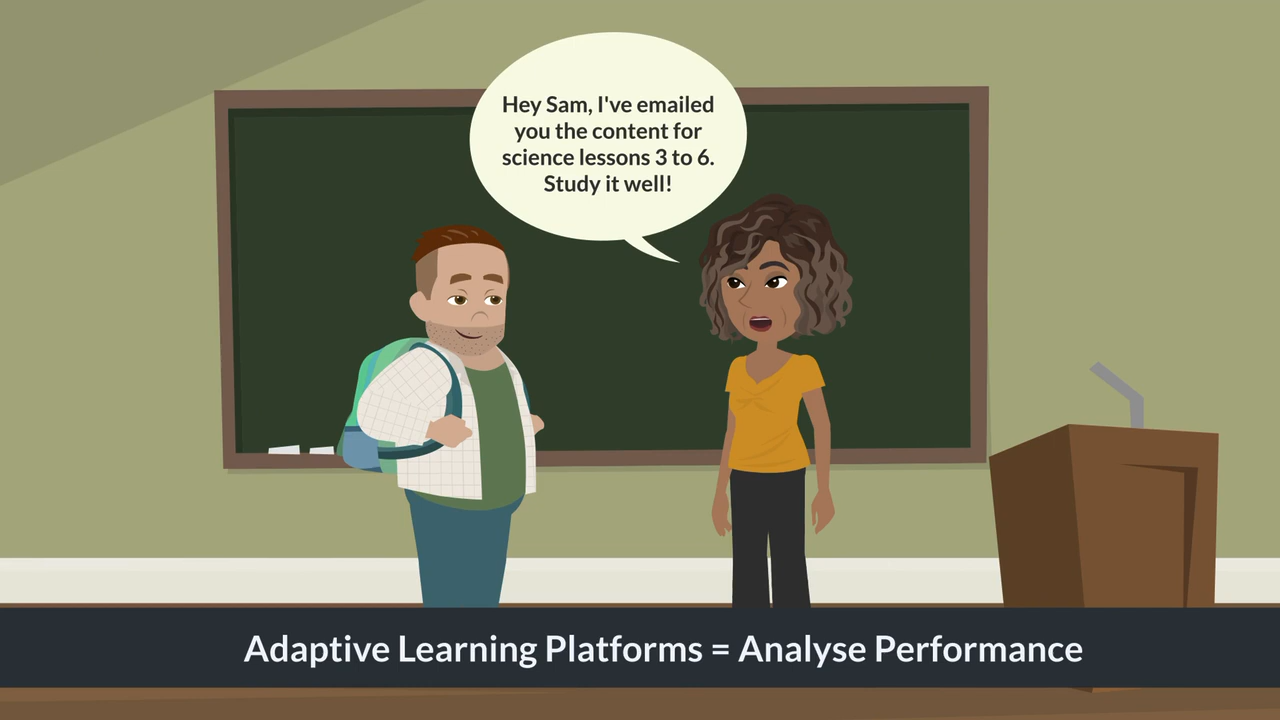 Hey Sam, I've emailed
you the content for
science lessons 3 to 6.
Study it well!
Adaptive Learning Platforms = Analyse Performance